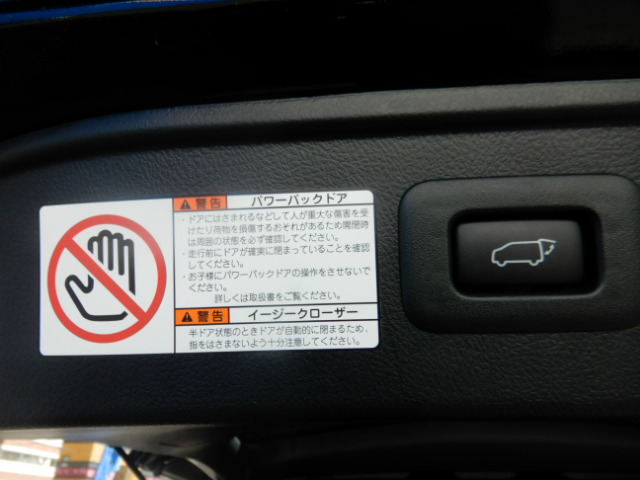 警告 パワーバックドア
・ドアにはさまれるなどして人が重大な傷害を受
けたり荷物を損傷するおそれがあるため開閉時
は周囲の状態を必ず確認してください。
・走行前にドアが確実に閉まっていることを確認
してください。
・お子様にパワーバックドアの操作をさせないで
ください。
詳しくは取扱書をご覧ください。
警告 イージークローザー
半ドア状態のときドアが自動的に閉まるため、
指をはさまないよう十分注意してください。